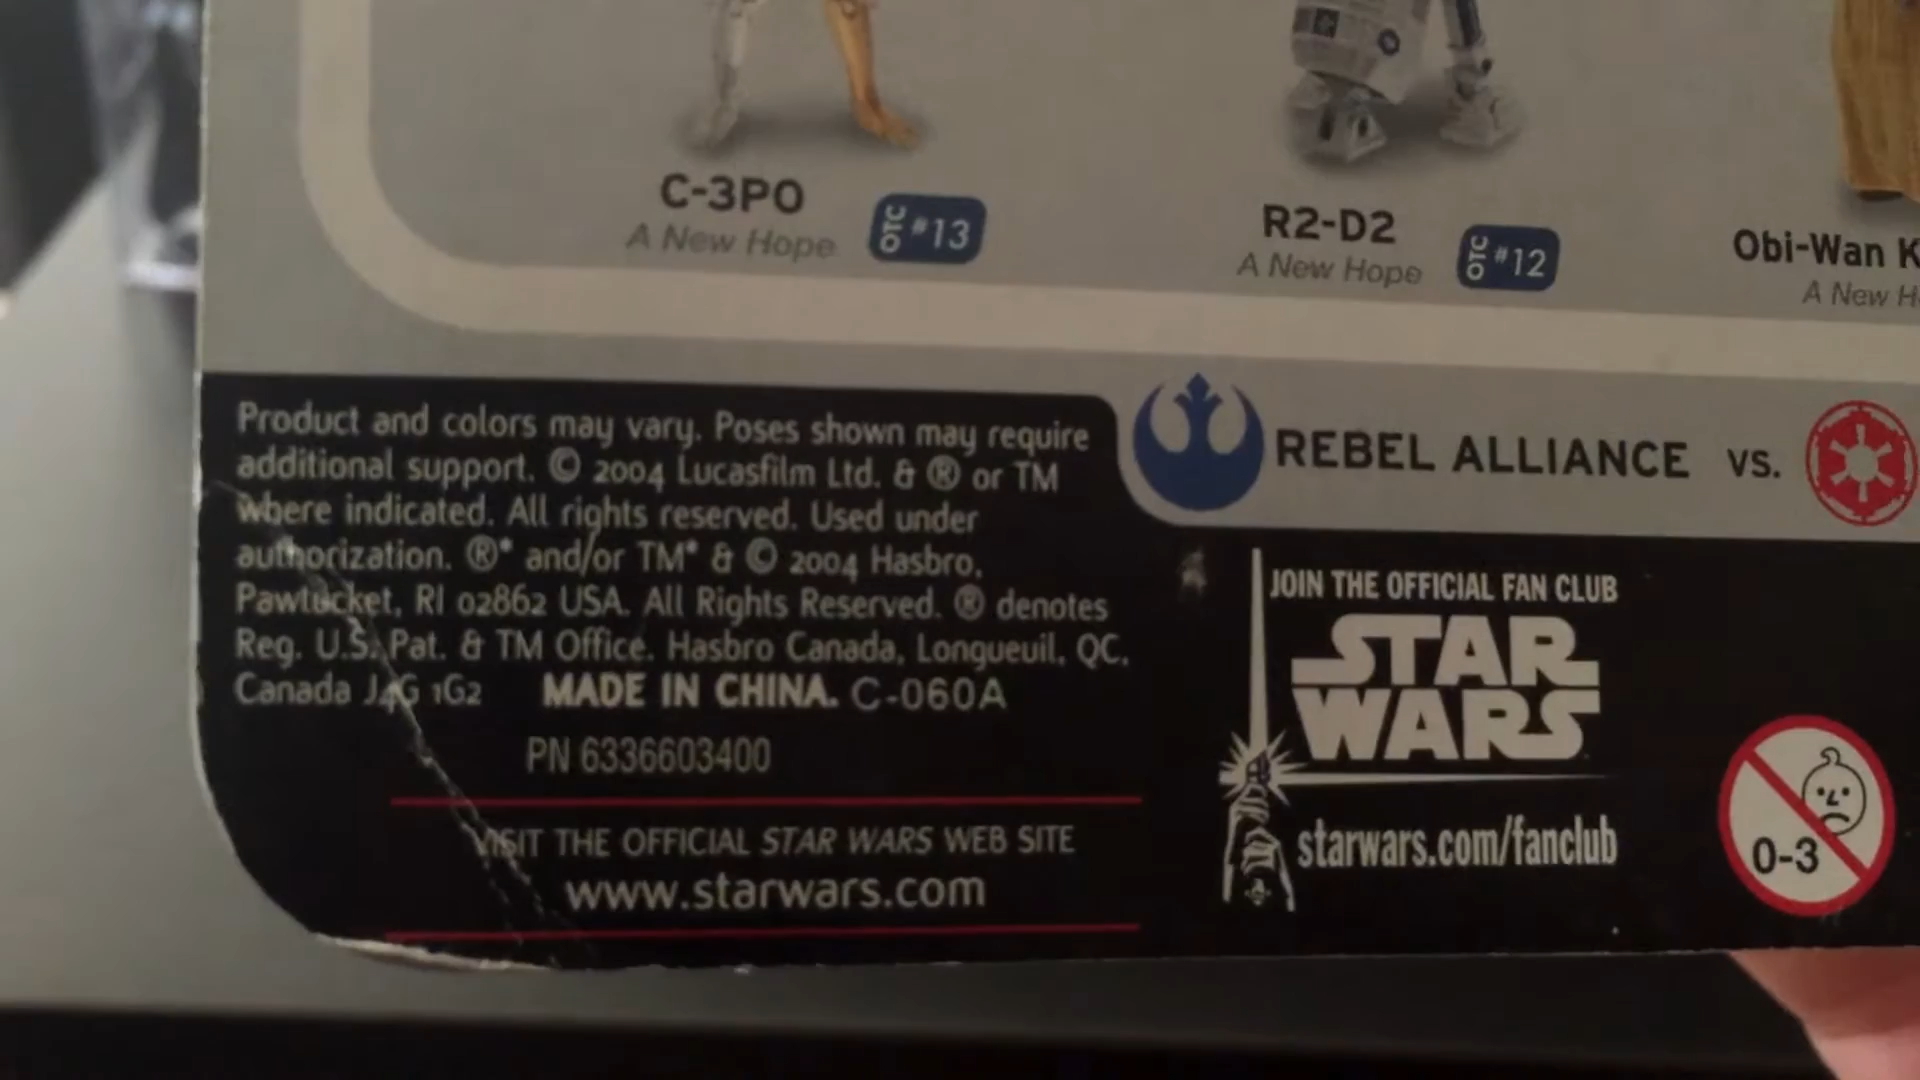 C-3PO
A New Hope
OTC #13
R2-D2
A New Hope
OTC #12
Obi-Wan K
A New H
Product and colors may vary. Poses shown may require
additional support. © 2004 Lucasfilm Ltd. & ® or TM
where indicated. All rights reserved. Used under
authorization. ®* and/or TM* & © 2004 Hasbro,
Pawtucket, RI 02862 USA. All Rights Reserved. ® denotes
Reg. U.S. Pat. & TM Office. Hasbro Canada, Longueuil, QC,
Canada J4G 1G2 MADE IN CHINA. C-060A
PN 6336603400
VISIT THE OFFICIAL STAR WARS WEB SITE
www.starwars.com
REBEL ALLIANCE VS.
JOIN THE OFFICIAL FAN CLUB
STAR
WARS
starwars.com/fanclub
0-3